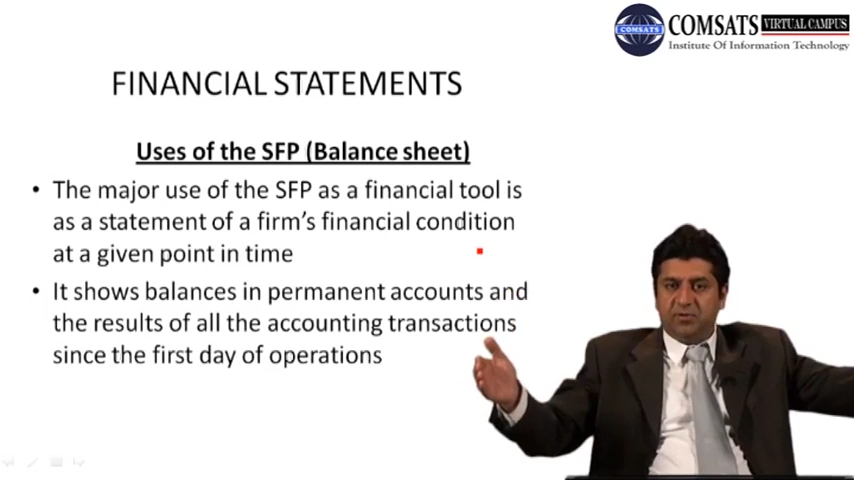 COMSATS VIRTUAL CAMPUS
Institute Of Information Technology
COMSATS
FINANCIAL STATEMENTS
Uses of the SFP (Balance sheet)
• The major use of the SFP as a financial tool is
as a statement of a firm's financial condition
at a given point in time
• It shows balances in permanent accounts and
the results of all the accounting transactions
since the first day of operations